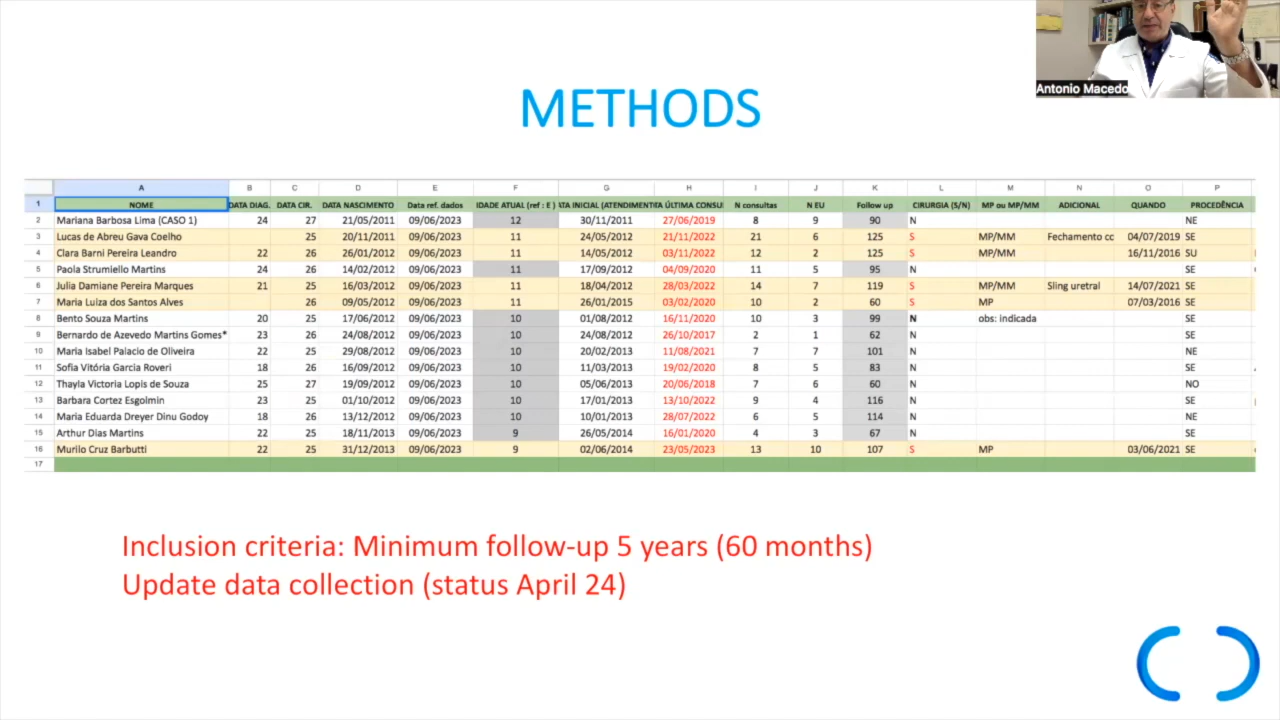 Antonio Macedo
METHODS
A B C D E F G H I J K L M N O P
1 NOME DATA DIAG. DATA CIR. DATA NASCIMENTO Data ref. dados IDADE ATUAL (ref : E ) ATA INICIAL (ATENDIMENT TA ÚLTIMA CONSU N consultas N EU Follow up CIRURGIA (S/N) MP ou MP/MM ADICIONAL QUANDO PROCEDÊNCIA
2 Mariana Barbosa Lima (CASO 1) 24 27 21/05/2011 09/06/2023 12 30/11/2011 27/06/2019 8 9 90 N NE
3 Lucas de Abreu Gava Coelho 25 20/11/2011 09/06/2023 11 24/05/2012 21/11/2022 21 6 125 S MP/MM Fechamento cc 04/07/2019 SE
4 Clara Barni Pereira Leandro 22 26 26/01/2012 09/06/2023 11 14/05/2012 03/11/2022 12 2 125 S MP/MM 16/11/2016 SU
5 Paola Strumiello Martins 24 26 14/02/2012 09/06/2023 11 17/09/2012 04/09/2020 11 5 95 N SE
6 Julia Damiane Pereira Marques 21 25 16/03/2012 09/06/2023 11 18/04/2012 28/03/2022 14 7 119 S MP/MM Sling uretral 14/07/2021 SE
7 Maria Luiza dos Santos Alves 26 09/05/2012 09/06/2023 11 26/01/2015 03/02/2020 10 2 60 S MP 07/03/2016 SE
8 Bento Souza Martins 20 25 17/06/2012 09/06/2023 10 01/08/2012 16/11/2020 10 3 99 N obs: indicada SE
9 Bernardo de Azevedo Martins Gomes* 23 26 24/08/2012 09/06/2023 10 24/08/2012 26/10/2017 2 1 62 N SE
10 Maria Isabel Palacio de Oliveira 22 25 29/08/2012 09/06/2023 10 20/02/2013 11/08/2021 7 7 101 N NE
11 Sofia Vitória Garcia Roveri 18 26 16/09/2012 09/06/2023 10 11/03/2013 19/02/2020 8 5 83 N SE
12 Thayla Victoria Lopis de Souza 25 27 19/09/2012 09/06/2023 10 05/06/2013 20/06/2018 7 6 60 N NO
13 Barbara Cortez Esgolmin 23 25 01/10/2012 09/06/2023 10 17/01/2013 13/10/2022 9 4 116 N SE
14 Maria Eduarda Dreyer Dinu Godoy 18 26 13/12/2012 09/06/2023 10 10/01/2013 28/07/2022 6 5 114 N NE
15 Arthur Dias Martins 22 25 18/11/2013 09/06/2023 9 26/05/2014 16/01/2020 4 3 67 N SE
16 Murilo Cruz Barbutti 22 25 31/12/2013 09/06/2023 9 02/06/2014 23/05/2023 13 10 107 S MP 03/06/2021 SE
17
Inclusion criteria: Minimum follow-up 5 years (60 months)
Update data collection (status April 24)